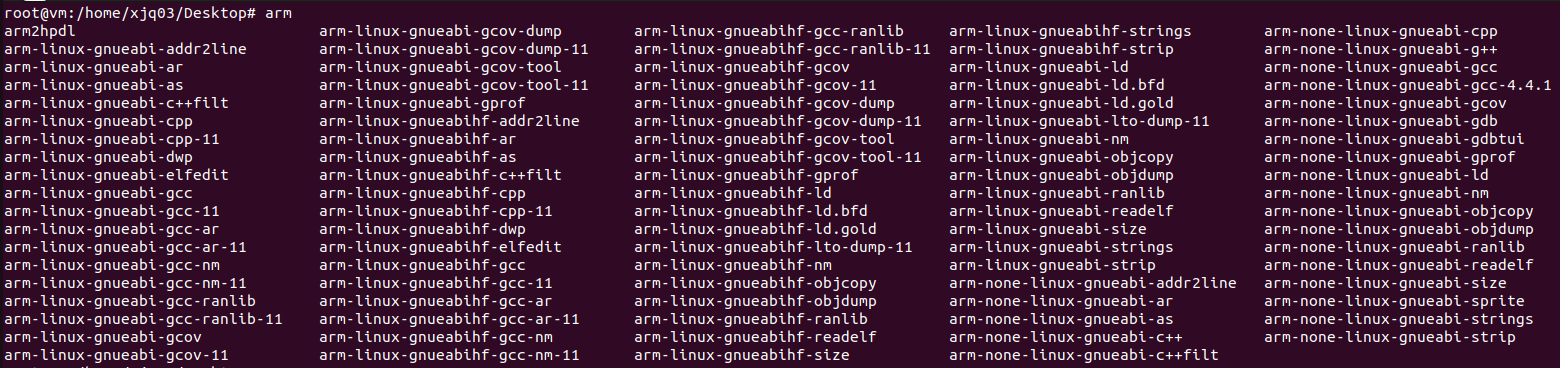 root@vm:/home/xjq03/Desktop# arm
arm2hpdl arm-linux-gnueabi-gcov-dump arm-linux-gnueabihf-gcc-ranlib arm-linux-gnueabihf-strings arm-none-linux-gnueabi-cpp
arm-linux-gnueabi-addr2line arm-linux-gnueabi-gcov-dump-11 arm-linux-gnueabihf-gcc-ranlib-11 arm-linux-gnueabihf-strip arm-none-linux-gnueabi-g++
arm-linux-gnueabi-ar arm-linux-gnueabi-gcov-tool arm-linux-gnueabihf-gcov arm-linux-gnueabi-ld arm-none-linux-gnueabi-gcc
arm-linux-gnueabi-as arm-linux-gnueabi-gcov-tool-11 arm-linux-gnueabihf-gcov-11 arm-linux-gnueabi-ld.bfd arm-none-linux-gnueabi-gcc-4.4.1
arm-linux-gnueabi-c++filt arm-linux-gnueabi-gprof arm-linux-gnueabihf-gcov-dump arm-linux-gnueabi-ld.gold arm-none-linux-gnueabi-gcov
arm-linux-gnueabi-cpp arm-linux-gnueabihf-addr2line arm-linux-gnueabihf-gcov-dump-11 arm-linux-gnueabi-lto-dump-11 arm-none-linux-gnueabi-gdb
arm-linux-gnueabi-cpp-11 arm-linux-gnueabihf-ar arm-linux-gnueabihf-gcov-tool arm-linux-gnueabi-nm arm-none-linux-gnueabi-gdbtui
arm-linux-gnueabi-dwp arm-linux-gnueabihf-as arm-linux-gnueabihf-gcov-tool-11 arm-linux-gnueabi-objcopy arm-none-linux-gnueabi-gprof
arm-linux-gnueabi-elfedit arm-linux-gnueabihf-c++filt arm-linux-gnueabihf-gprof arm-linux-gnueabi-objdump arm-none-linux-gnueabi-ld
arm-linux-gnueabi-gcc arm-linux-gnueabihf-cpp arm-linux-gnueabihf-ld arm-linux-gnueabi-ranlib arm-none-linux-gnueabi-nm
arm-linux-gnueabi-gcc-11 arm-linux-gnueabihf-cpp-11 arm-linux-gnueabihf-ld.bfd arm-linux-gnueabi-readelf arm-none-linux-gnueabi-objcopy
arm-linux-gnueabi-gcc-ar arm-linux-gnueabihf-dwp arm-linux-gnueabihf-ld.gold arm-linux-gnueabi-size arm-none-linux-gnueabi-objdump
arm-linux-gnueabi-gcc-ar-11 arm-linux-gnueabihf-elfedit arm-linux-gnueabihf-lto-dump-11 arm-linux-gnueabi-strings arm-none-linux-gnueabi-ranlib
arm-linux-gnueabi-gcc-nm arm-linux-gnueabihf-gcc arm-linux-gnueabihf-nm arm-linux-gnueabi-strip arm-none-linux-gnueabi-readelf
arm-linux-gnueabi-gcc-nm-11 arm-linux-gnueabihf-gcc-11 arm-linux-gnueabihf-objcopy arm-none-linux-gnueabi-addr2line arm-none-linux-gnueabi-size
arm-linux-gnueabi-gcc-ranlib arm-linux-gnueabihf-gcc-ar arm-linux-gnueabihf-objdump arm-none-linux-gnueabi-ar arm-none-linux-gnueabi-sprite
arm-linux-gnueabi-gcc-ranlib-11 arm-linux-gnueabihf-gcc-ar-11 arm-linux-gnueabihf-ranlib arm-none-linux-gnueabi-as arm-none-linux-gnueabi-strings
arm-linux-gnueabi-gcov arm-linux-gnueabihf-gcc-nm arm-linux-gnueabihf-readelf arm-none-linux-gnueabi-c++ arm-none-linux-gnueabi-strip
arm-linux-gnueabi-gcov-11 arm-linux-gnueabihf-gcc-nm-11 arm-linux-gnueabihf-size arm-none-linux-gnueabi-c++filt